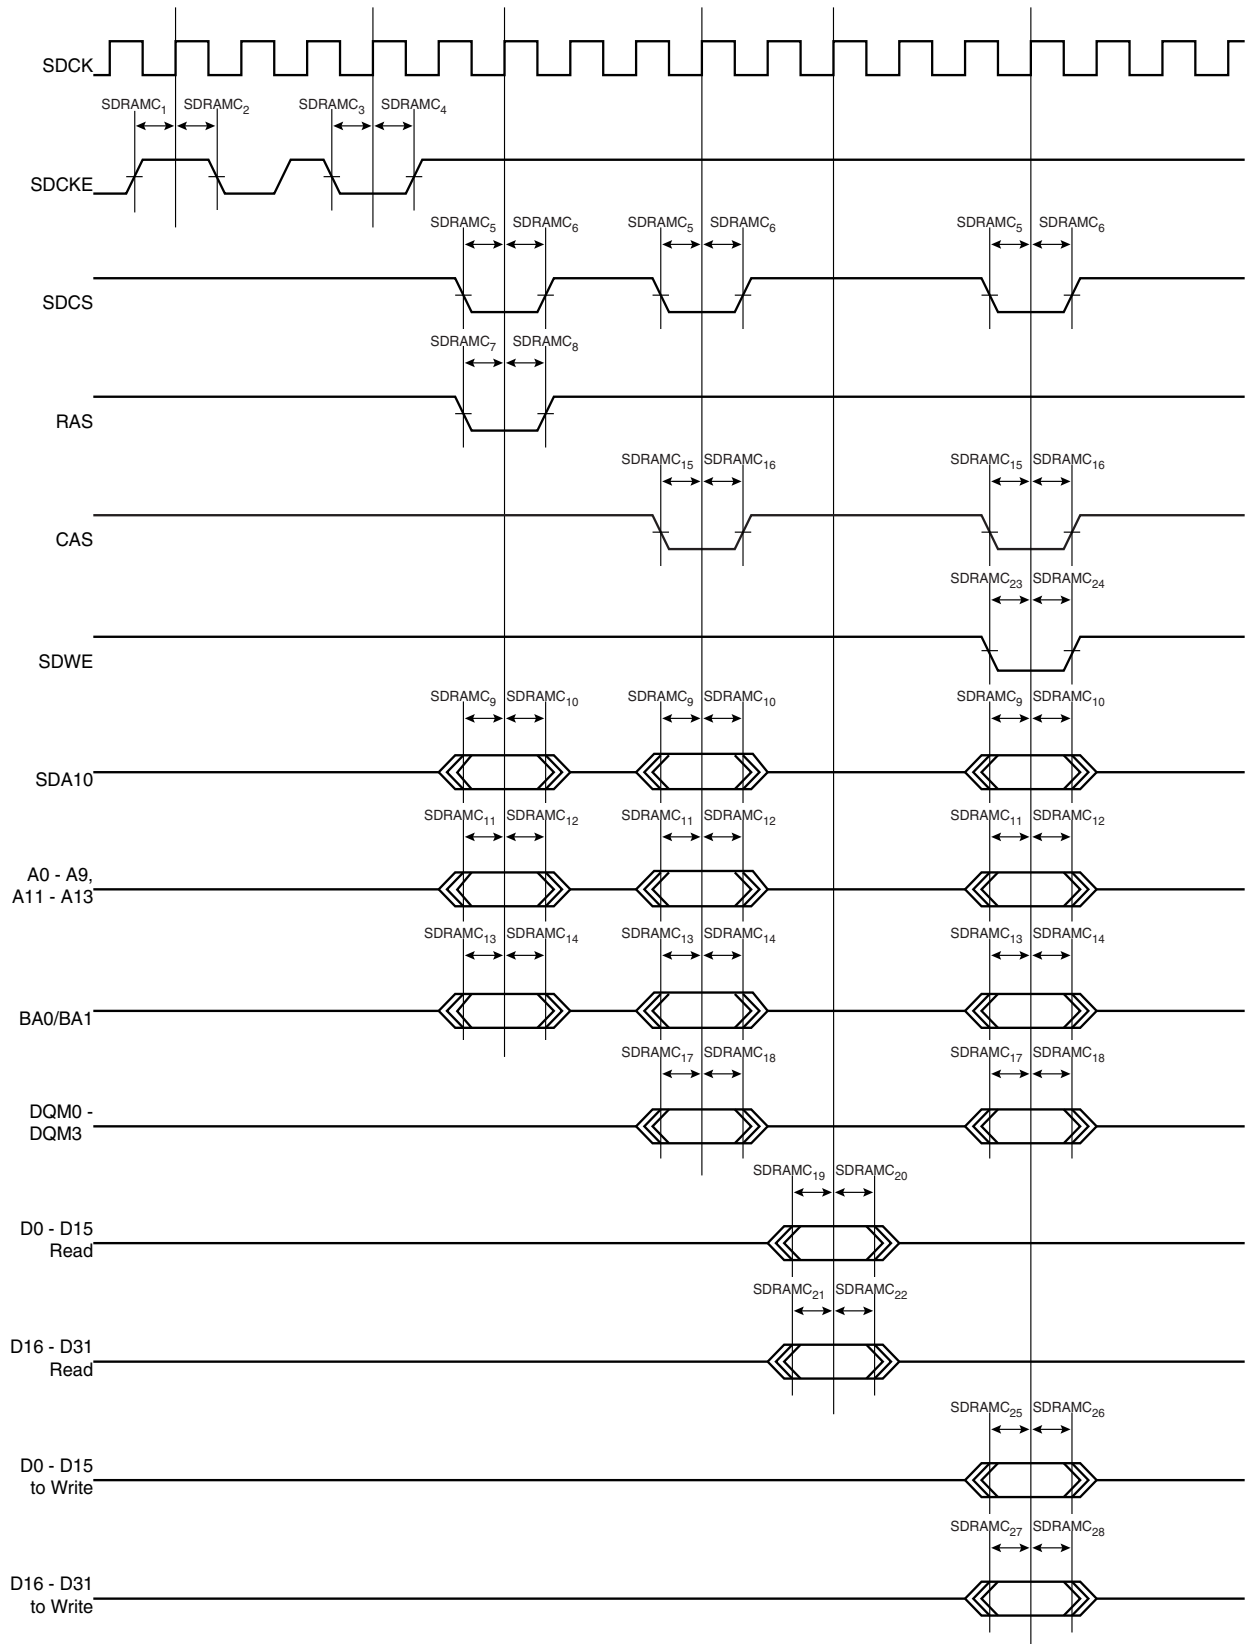 SDCK
SDRAMC1 SDRAMC2 SDRAMC3 SDRAMC4
SDCKE
SDRAMC5 SDRAMC6 SDRAMC5 SDRAMC6 SDRAMC5 SDRAMC6
SDCS
SDRAMC7 SDRAMC8
RAS
SDRAMC15 SDRAMC16 SDRAMC15 SDRAMC16
CAS
SDRAMC23 SDRAMC24
SDWE
SDRAMC9 SDRAMC10 SDRAMC9 SDRAMC10 SDRAMC9 SDRAMC10
SDA10
SDRAMC11 SDRAMC12 SDRAMC11 SDRAMC12 SDRAMC11 SDRAMC12
A0 - A9,
A11 - A13
SDRAMC13 SDRAMC14 SDRAMC13 SDRAMC14 SDRAMC13 SDRAMC14
BA0/BA1
SDRAMC17 SDRAMC18 SDRAMC17 SDRAMC18
DQM0 -
DQM3
SDRAMC19 SDRAMC20
D0 - D15
Read
SDRAMC21 SDRAMC22
D16 - D31
Read
SDRAMC25 SDRAMC26
D0 - D15
to Write
SDRAMC27 SDRAMC28
D16 - D31
to Write